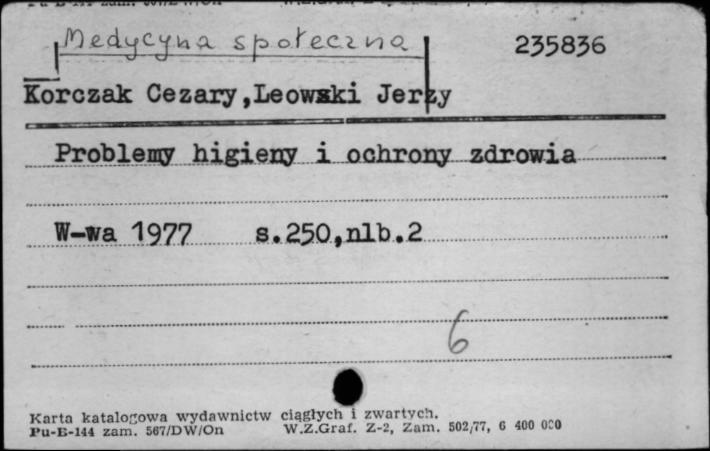 Medycyna społeczna
235836
Korczak Cezary,Leowski Jerzy
Problemy higieny i ochrony zdrowia
W-wa 1977 s.250,nlb.2
6
Karta katalogowa wydawnictw ciągłych i zwartych.
Pu-E-144 zam. 567/DW/On W.Z.Graf. Z-2, Zam. 502/77, 6 400 000